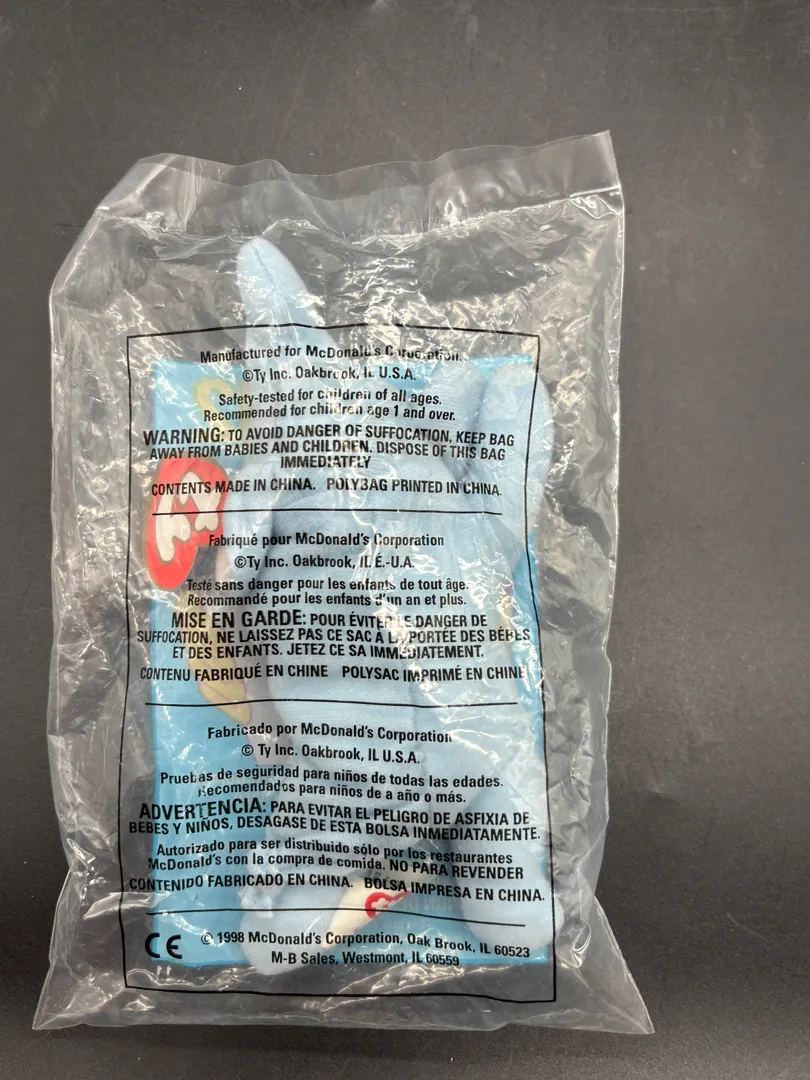 Manufactured for McDonald's Corporation.
©Ty Inc. Oakbrook, IL U.S.A.
Safety-tested for children of all ages.
Recommended for children age 1 and over.
WARNING: TO AVOID DANGER OF SUFFOCATION, KEEP BAG
AWAY FROM BABIES AND CHILDREN. DISPOSE OF THIS BAG
IMMEDIATELY
CONTENTS MADE IN CHINA. POLYBAG PRINTED IN CHINA.
ty
Fabriqué pour McDonald's Corporation
©Ty Inc. Oakbrook, IL É.-U.A.
Testé sans danger pour les enfants de tout âge.
Recommandé pour les enfants d'un an et plus.
MISE EN GARDE: POUR ÉVITER LE DANGER DE
SUFFOCATION, NE LAISSEZ PAS CE SAC À LA PORTÉE DES BÉBÉS
ET DES ENFANTS. JETEZ CE SA IMMÉDIATEMENT.
CONTENU FABRIQUÉ EN CHINE POLYSAC IMPRIMÉ EN CHINE
Fabricado por McDonald's Corporation
© Ty Inc. Oakbrook, IL U.S.A.
Pruebas de seguridad para niños de todas las edades.
Recomendados para niños de a año o más.
ADVERTENCIA: PARA EVITAR EL PELIGRO DE ASFIXIA DE
BEBES Y NIÑOS, DESAGASE DE ESTA BOLSA INMEDIATAMENTE.
Autorizado para ser distribuido sólo por los restaurantes
McDonald's con la compra de comida. NO PARA REVENDER
CONTENIDO FABRICADO EN CHINA. BOLSA IMPRESA EN CHINA.
CE © 1998 McDonald's Corporation, Oak Brook, IL 60523
M-B Sales, Westmont, IL 60559